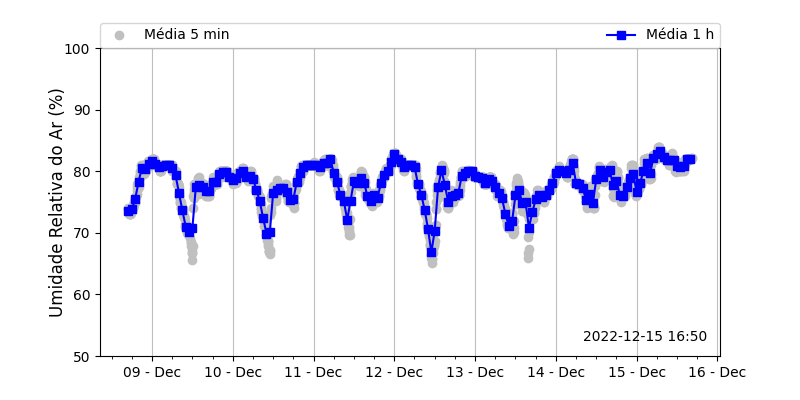 Média 5 min Média 1 h
Umidade Relativa do Ar (%)
100
90
80
70
60
50
2022-12-15 16:50
09 - Dec 10 - Dec 11 - Dec 12 - Dec 13 - Dec 14 - Dec 15 - Dec 16 - Dec